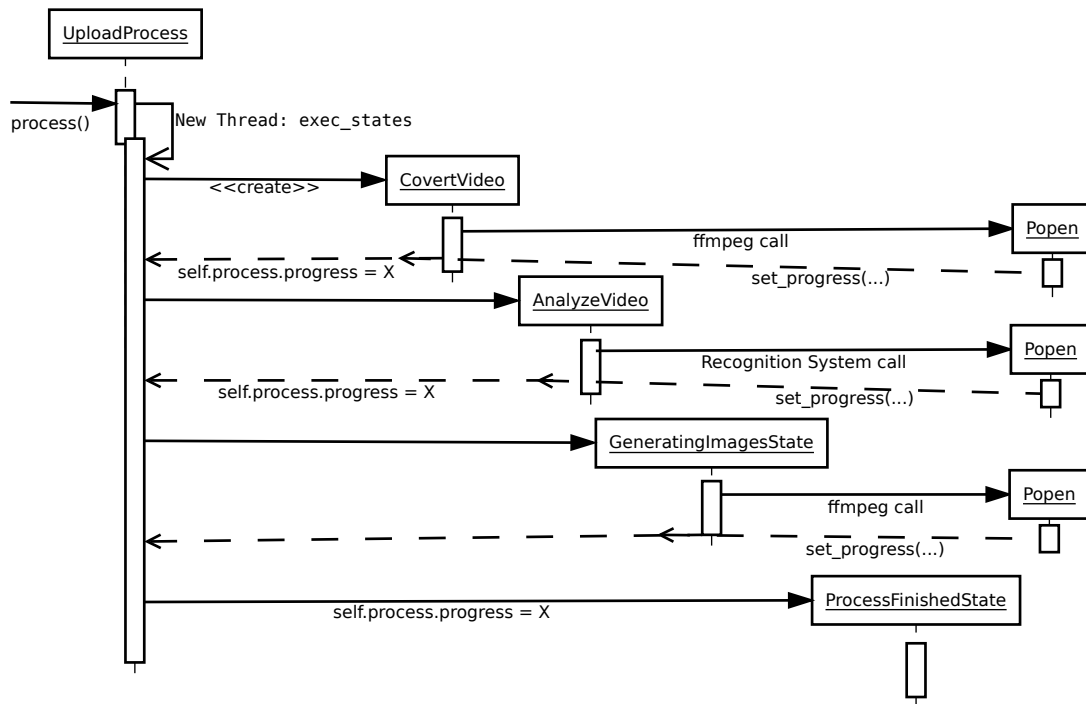 UploadProcess
process()
New Thread: exec_states
<<create>>
CovertVideo
ffmpeg call
Popen
self.process.progress = X
set_progress(...)
AnalyzeVideo
Recognition System call
Popen
self.process.progress = X
set_progress(...)
GeneratingImagesState
ffmpeg call
Popen
set_progress(...)
self.process.progress = X
ProcessFinishedState